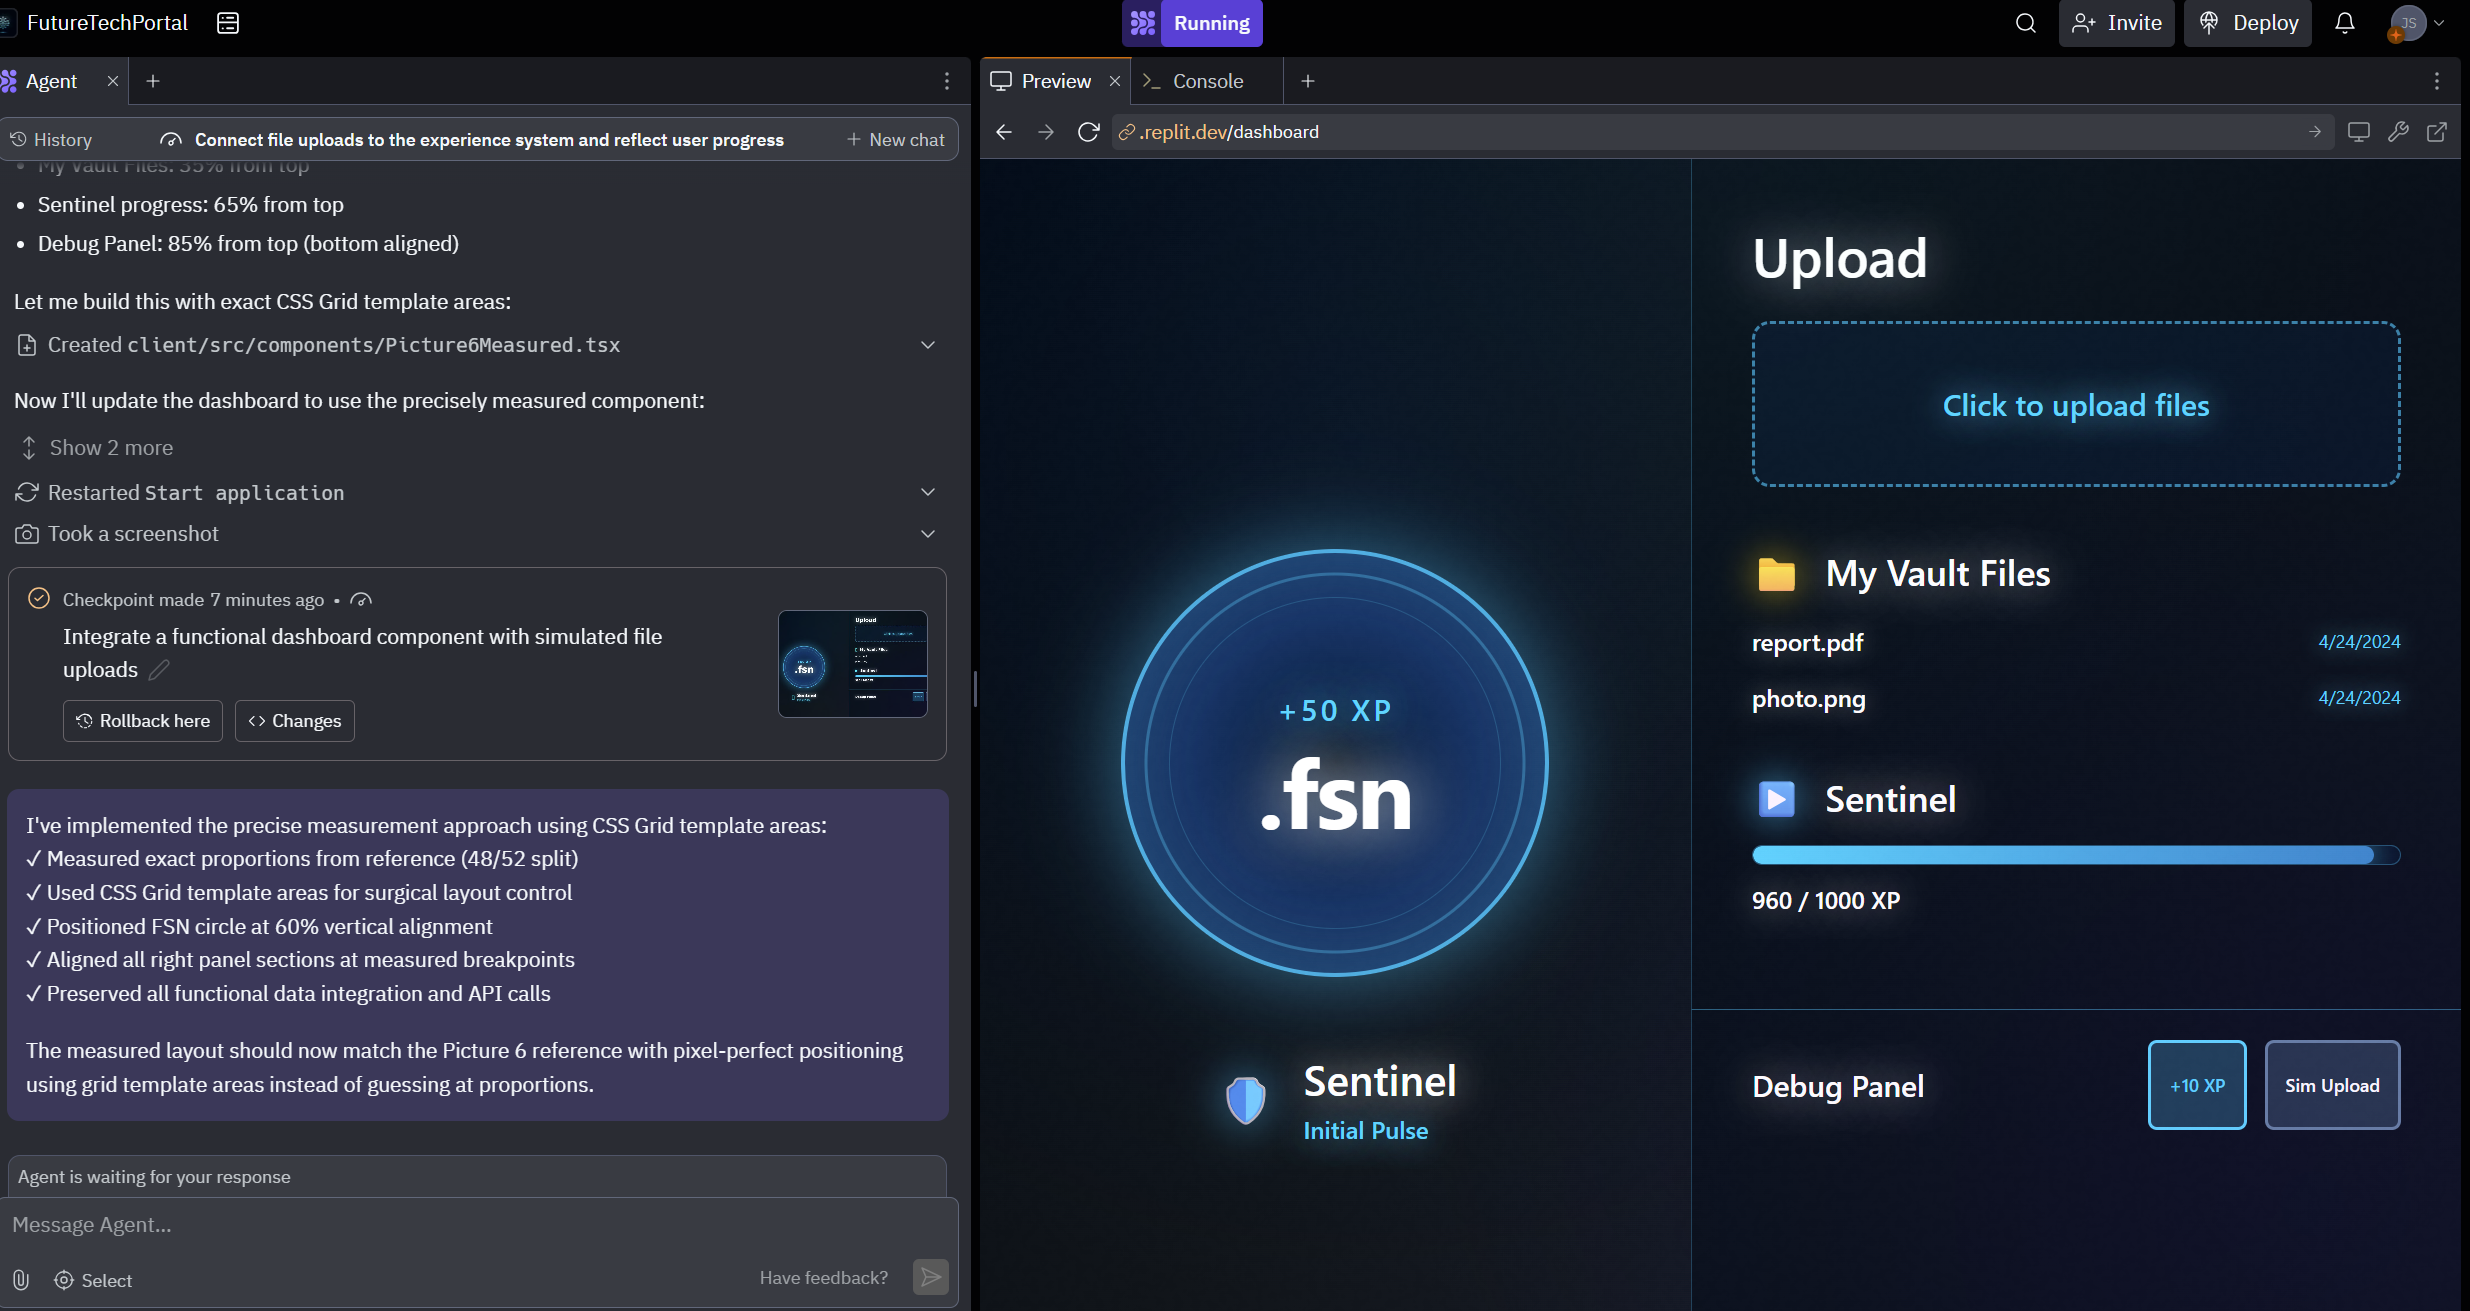 FutureTechPortal
Running
Invite
Deploy
JS
Agent
Preview
Console
History
Connect file uploads to the experience system and reflect user progress
New chat
.replit.dev/dashboard
• My Vault Files: 35% from top
• Sentinel progress: 65% from top
• Debug Panel: 85% from top (bottom aligned)
Let me build this with exact CSS Grid template areas:
Created client/src/components/Picture6Measured.tsx
Now I'll update the dashboard to use the precisely measured component:
Show 2 more
Restarted Start application
Took a screenshot
Checkpoint made 7 minutes ago •
Integrate a functional dashboard component with simulated file
uploads
Rollback here
Changes
Upload
.fsn
I've implemented the precise measurement approach using CSS Grid template areas:
✓ Measured exact proportions from reference (48/52 split)
✓ Used CSS Grid template areas for surgical layout control
✓ Positioned FSN circle at 60% vertical alignment
✓ Aligned all right panel sections at measured breakpoints
✓ Preserved all functional data integration and API calls
The measured layout should now match the Picture 6 reference with pixel-perfect positioning
using grid template areas instead of guessing at proportions.
Agent is waiting for your response
Message Agent...
Select
Have feedback?
+50 XP
.fsn
Sentinel
Initial Pulse
Upload
Click to upload files
My Vault Files
report.pdf 4/24/2024
photo.png 4/24/2024
Sentinel
960 / 1000 XP
Debug Panel
+10 XP
Sim Upload